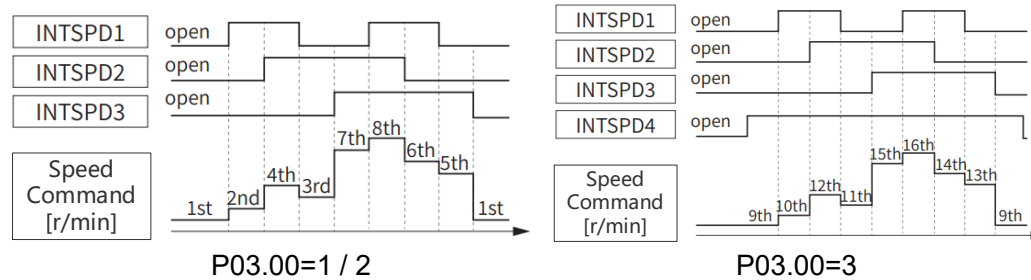 INTSPD1 open
INTSPD2 open
INTSPD3 open
Speed
Command
[r/min]
1st 2nd 4th 3rd 7th 8th 6th 5th 1st
P03.00=1 / 2
INTSPD1 open
INTSPD2 open
INTSPD3 open
INTSPD4 open
Speed
Command
[r/min]
9th 10th 12th 11th 15th 16th 14th 13th 9th
P03.00=3